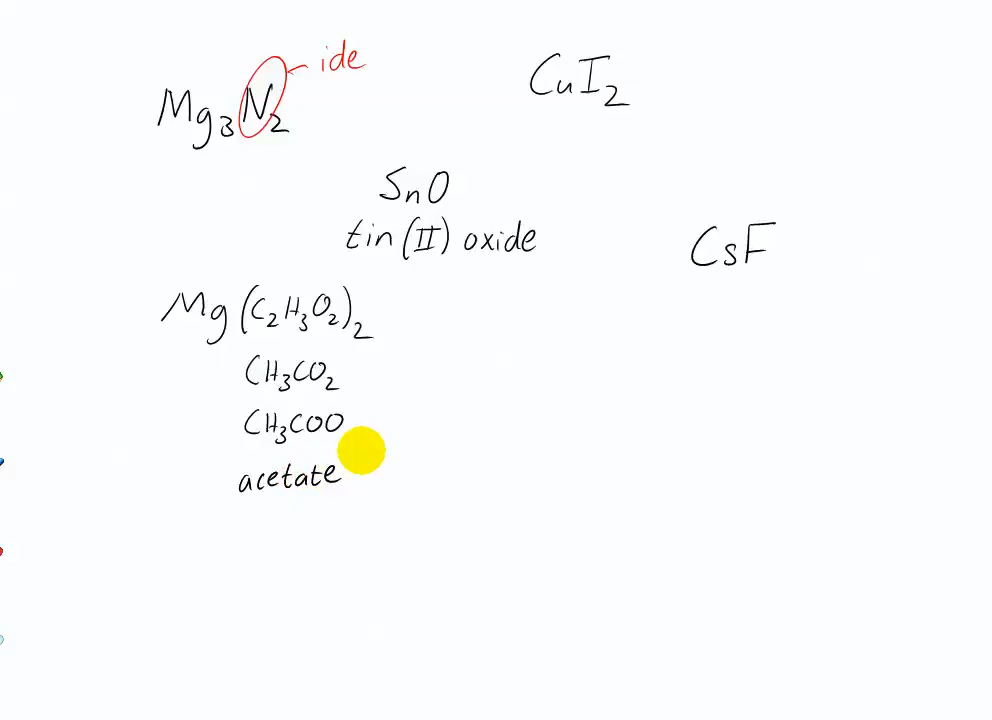 ide
Mg₃N₂
CuI₂
SnO
tin (II) oxide
CsF
Mg(C₂H₃O₂)₂
CH₃CO₂
CH₃COO
acetate